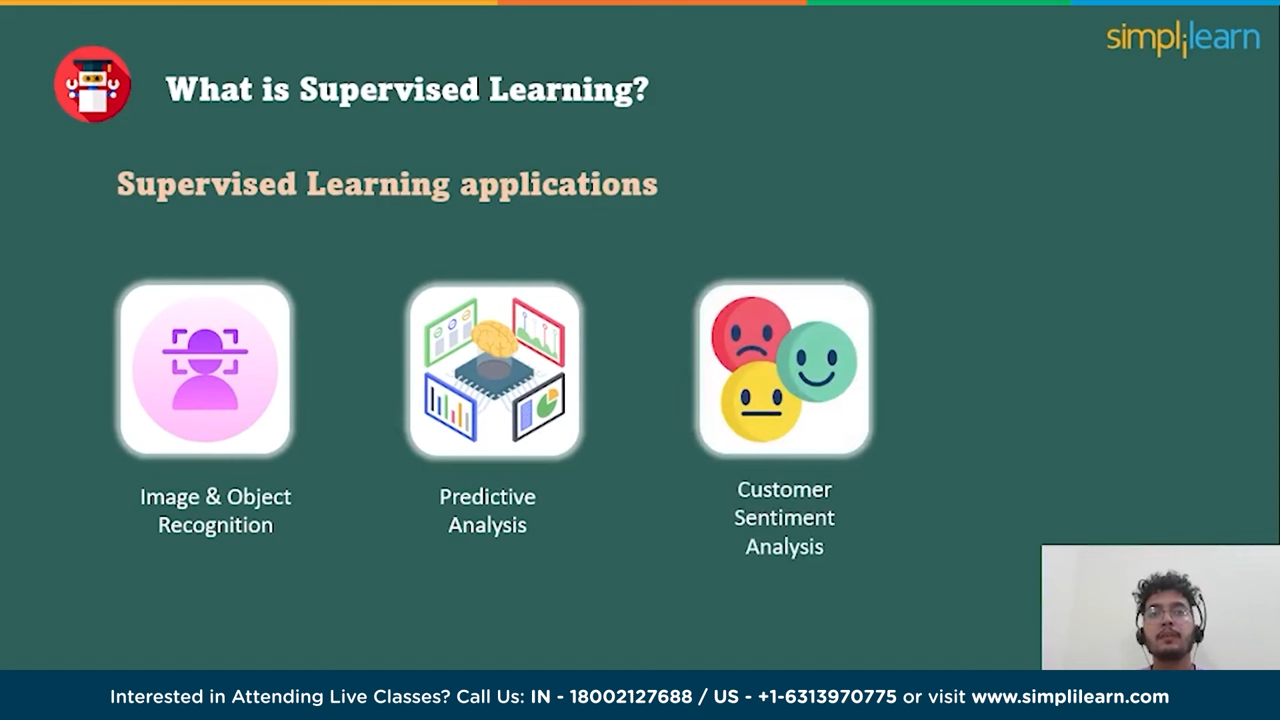 simplilearn
What is Supervised Learning?
Supervised Learning applications
Image & Object
Recognition
Predictive
Analysis
Customer
Sentiment
Analysis
Interested in Attending Live Classes? Call Us: IN - 18002127688 / US - +1-6313970775 or visit www.simplilearn.com